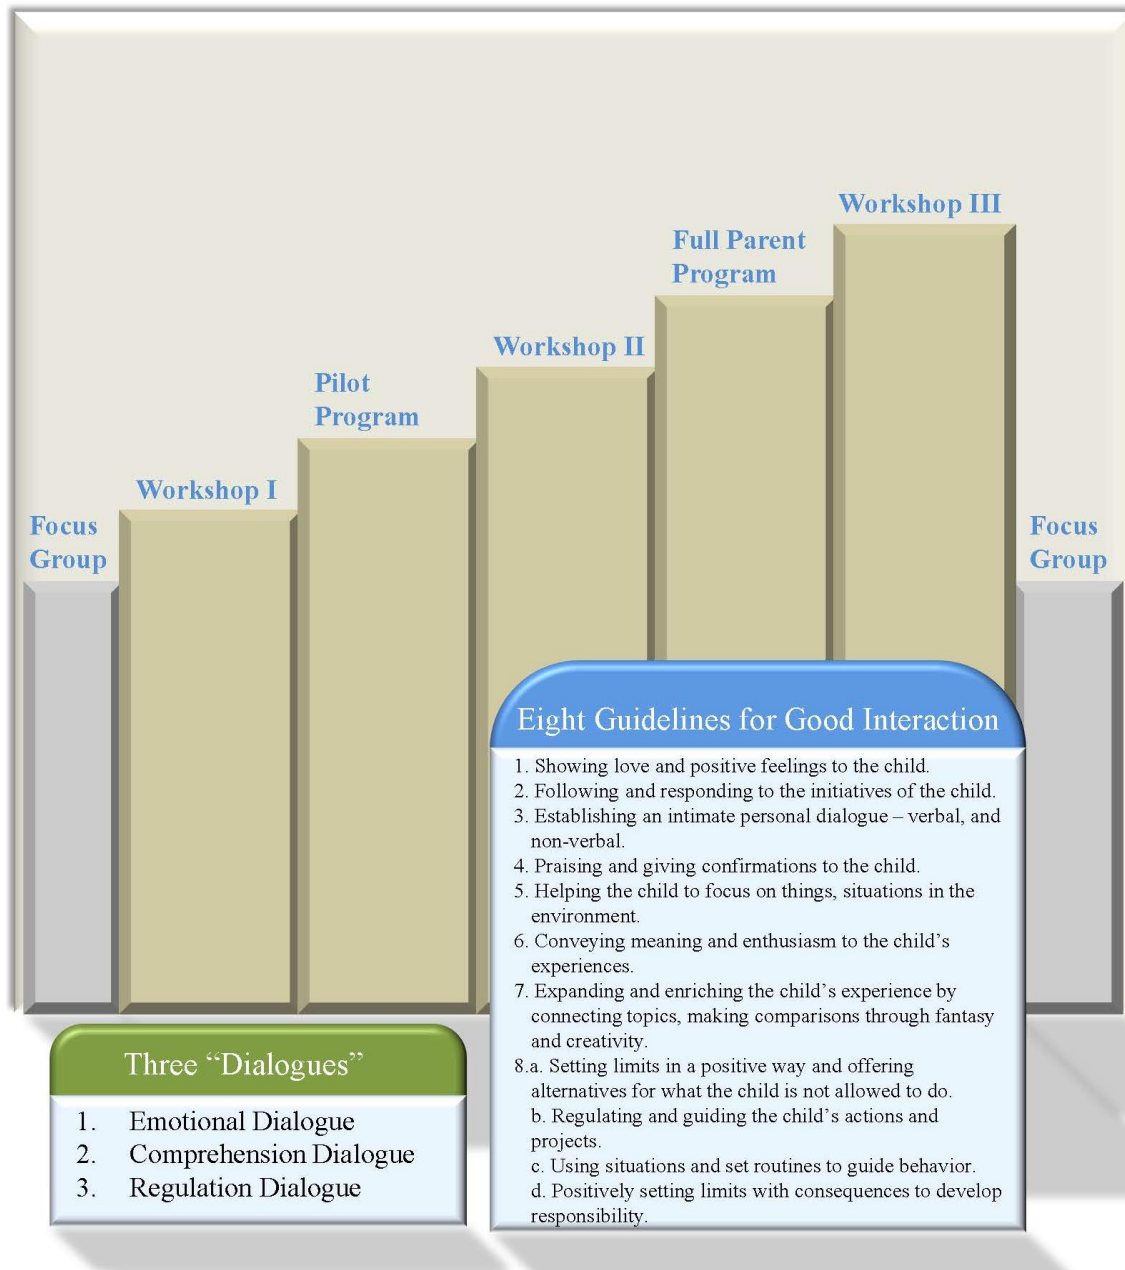 Workshop III
Full Parent
Program
Workshop II
Pilot
Program
Workshop I
Focus
Group
Focus
Group
Eight Guidelines for Good Interaction
1. Showing love and positive feelings to the child.
2. Following and responding to the initiatives of the child.
3. Establishing an intimate personal dialogue – verbal, and
non-verbal.
4. Praising and giving confirmations to the child.
5. Helping the child to focus on things, situations in the
environment.
6. Conveying meaning and enthusiasm to the child’s
experiences.
7. Expanding and enriching the child’s experience by
connecting topics, making comparisons through fantasy
and creativity.
8.a. Setting limits in a positive way and offering
alternatives for what the child is not allowed to do.
b. Regulating and guiding the child’s actions and
projects.
c. Using situations and set routines to guide behavior.
d. Positively setting limits with consequences to develop
responsibility.
Three “Dialogues”
1. Emotional Dialogue
2. Comprehension Dialogue
3. Regulation Dialogue